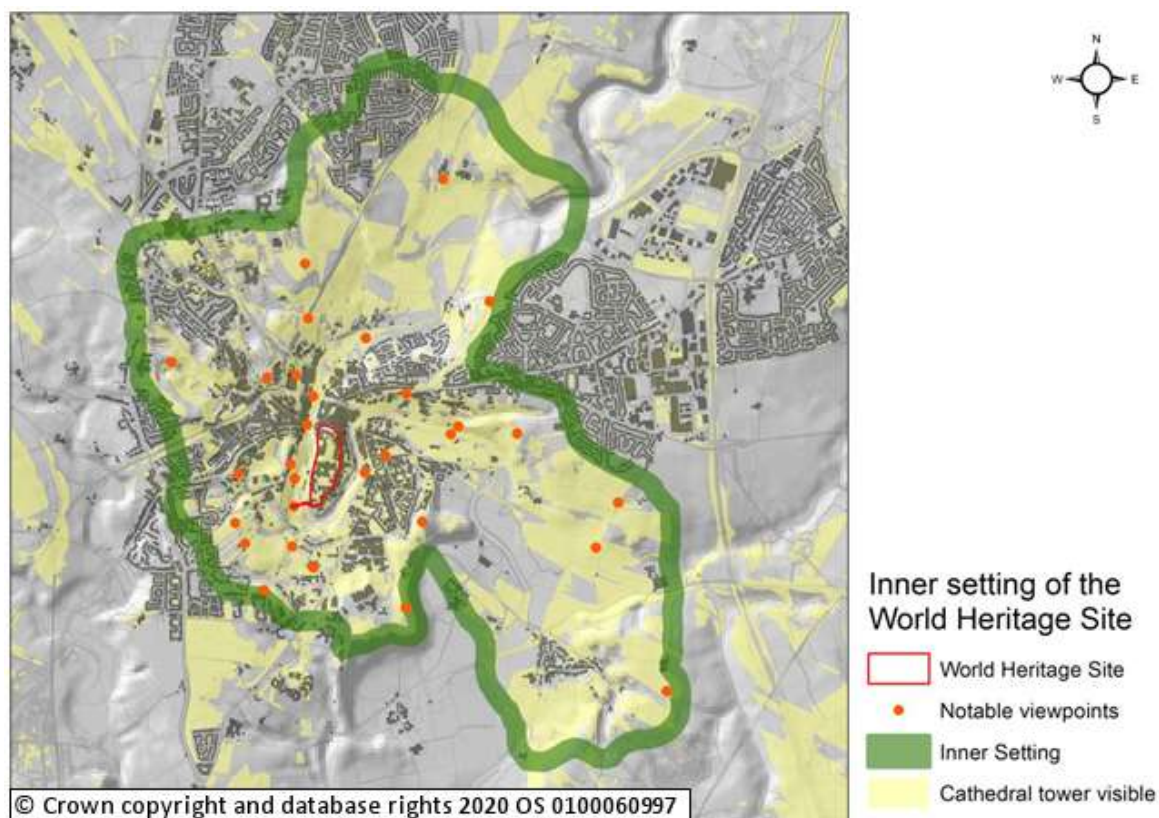 N
W E
S
Inner setting of the
World Heritage Site
World Heritage Site
Notable viewpoints
Inner Setting
Cathedral tower visible
© Crown copyright and database rights 2020 OS 0100060997